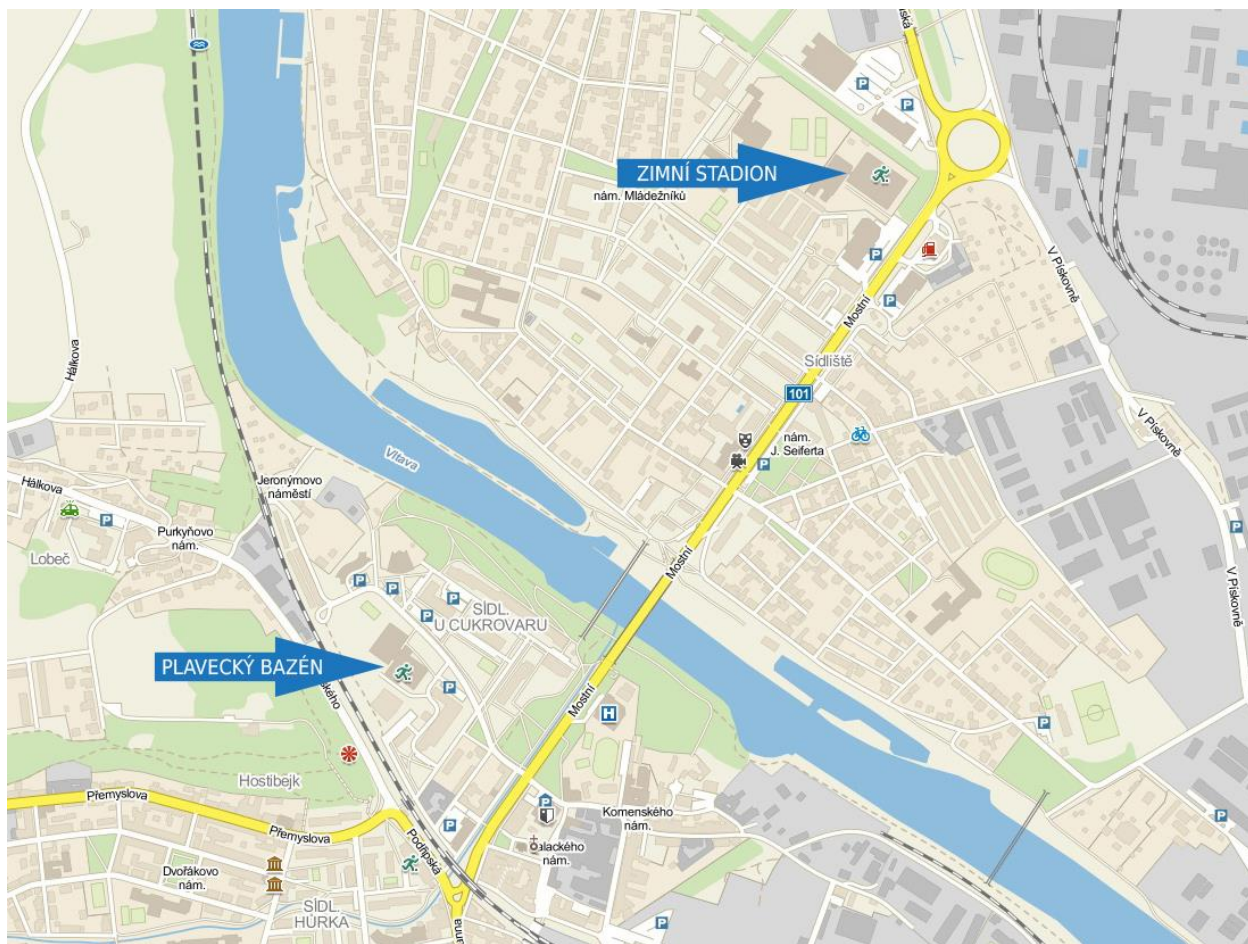 ZIMNÍ STADION
nám. Mládežníků
V Pískovně
Mostní
Hálkova
Sídliště
101
V Pískovně
nám.
J. Seiferta
Vltava
Jeronýmovo
náměstí
Hálkova
Purkyňovo
nám.
Lobeč
Mostní
V Pískovně
SÍDL.
U CUKROVARU
PLAVECKÝ BAZÉN
Mostní
H
Hostibejk
Přemyslova
Přemyslova
Podřipská
Komenského
nám.
nám.
Dvořákovo
nám.
SÍDL.
HŮRKA